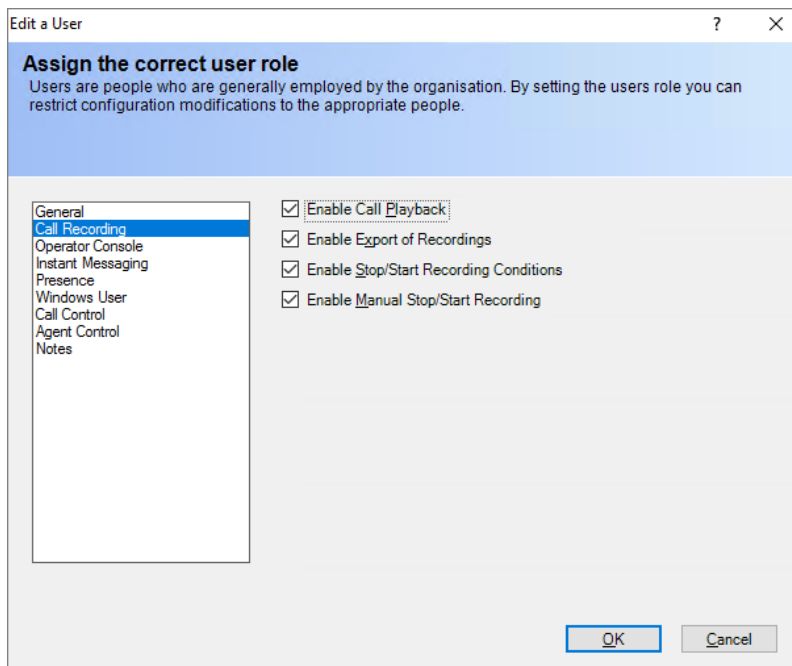 Edit a User
?
Assign the correct user role
Users are people who are generally employed by the organisation. By setting the users role you can
restrict configuration modifications to the appropriate people.
General
Call Recording
Operator Console
Instant Messaging
Presence
Windows User
Call Control
Agent Control
Notes
Enable Call Playback
Enable Export of Recordings
Enable Stop/Start Recording Conditions
Enable Manual Stop/Start Recording
OK
Cancel